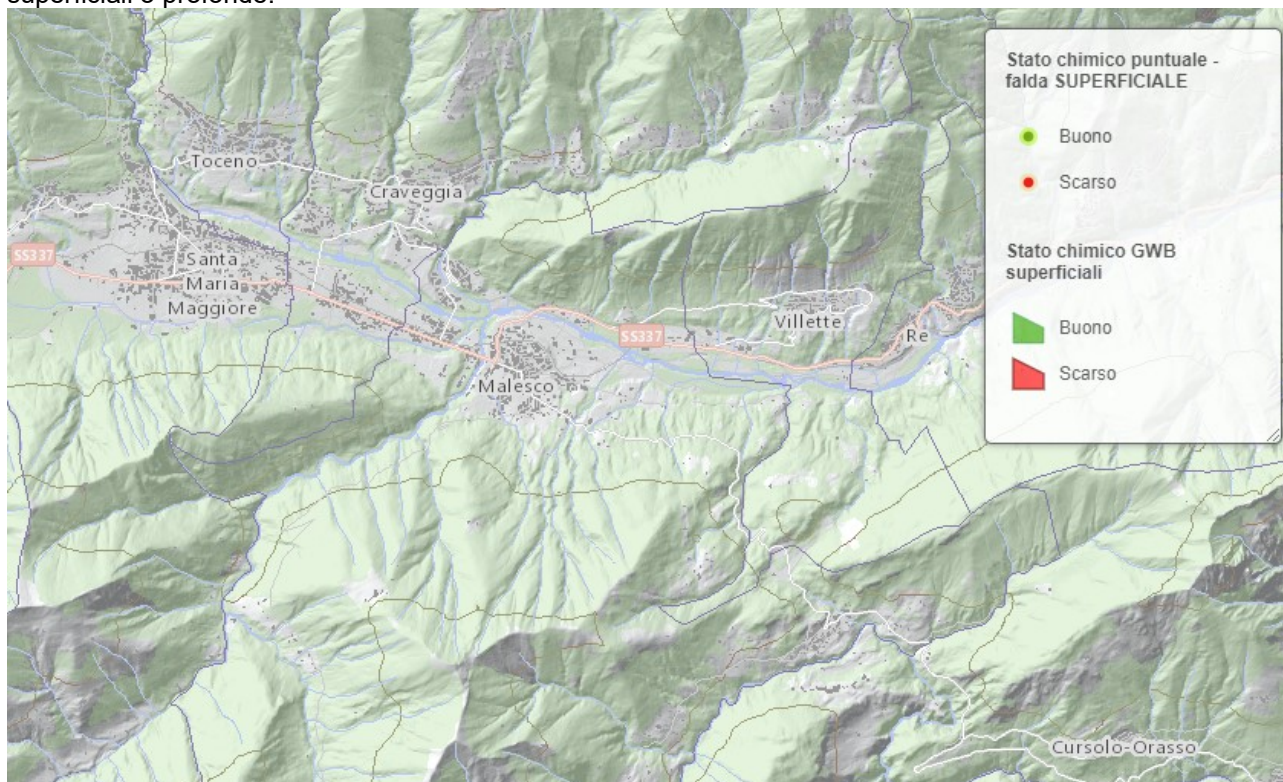 superficiali e profonde.
Stato chimico puntuale -
falda SUPERFICIALE
Buono
Scarso
Stato chimico GWB
superficiali
Buono
Scarso
Toceno
Craveggia
SS337
Santa
Maria
Maggiore
SS337
Villette
Re
Malesco
Cursolo-Orasso